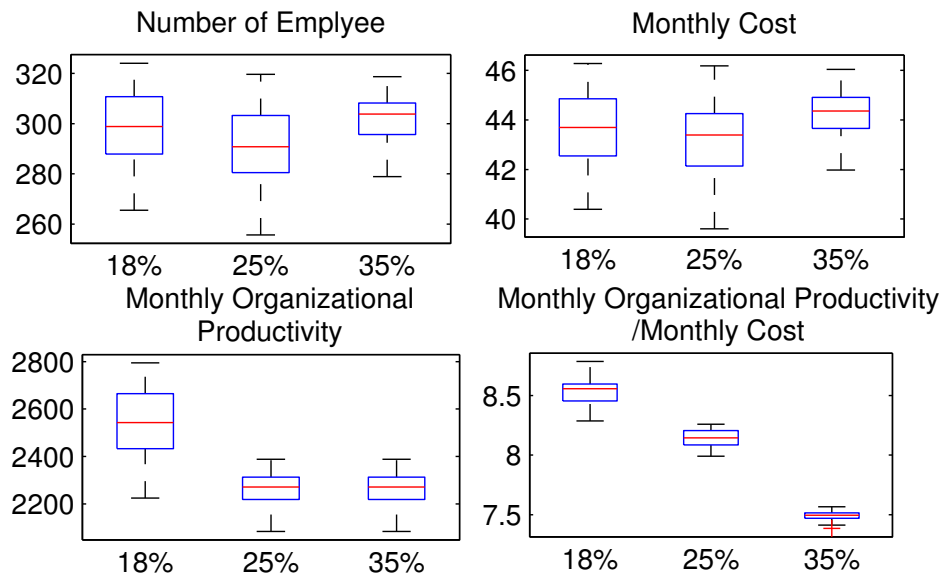 Number of Emplyee
320
300
280
260
18% 25% 35%
Monthly Cost
46
44
42
40
18% 25% 35%
Monthly Organizational
Productivity
2800
2600
2400
2200
18% 25% 35%
Monthly Organizational Productivity
/Monthly Cost
8.5
8
7.5
18% 25% 35%